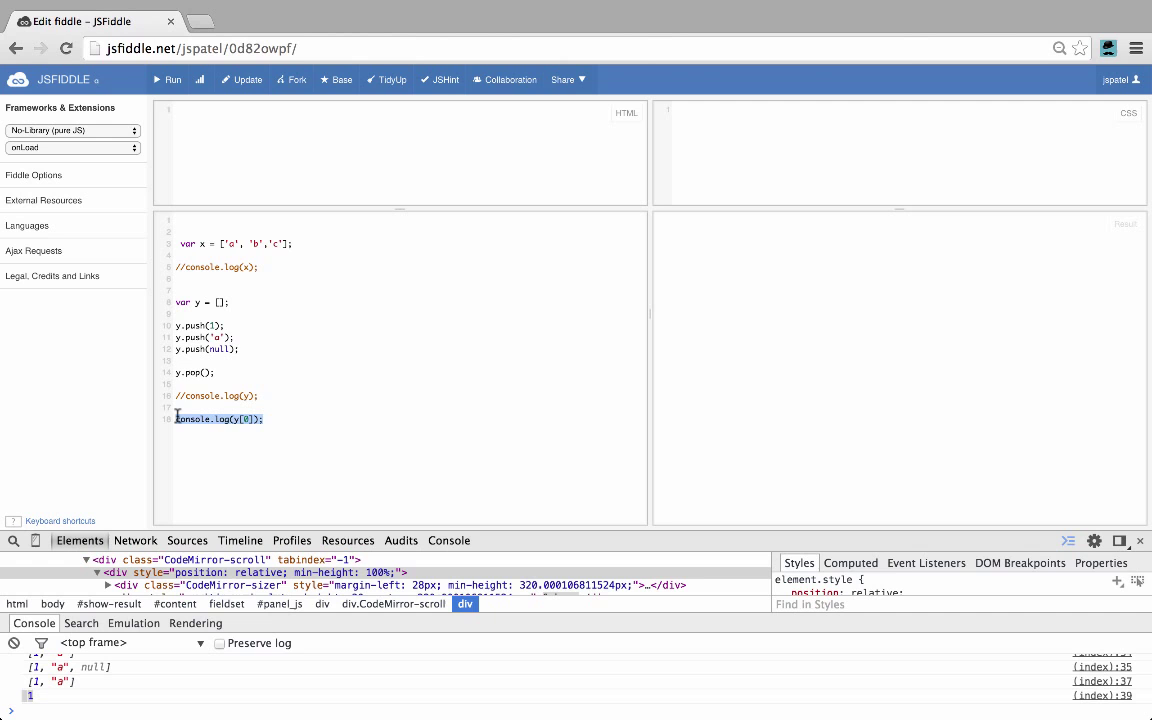 Edit fiddle – JSFiddle
jsfiddle.net/jspatel/0d82owpf/
JSFIDDLE α Run Update Fork Base TidyUp JSHint Collaboration Share jspatel
Frameworks & Extensions
No-Library (pure JS)
onLoad
Fiddle Options
External Resources
Languages
Ajax Requests
Legal, Credits and Links
Keyboard shortcuts
1 HTML
1 CSS
1
2
3 var x = ['a', 'b','c'];
4
5 //console.log(x);
6
7
8 var y = [];
9
10 y.push(1);
11 y.push('a');
12 y.push(null);
13
14 y.pop();
15
16 //console.log(y);
17
18 console.log(y[0]);
Result
Elements Network Sources Timeline Profiles Resources Audits Console
<div class="CodeMirror-scroll" tabindex="-1">
<div style="position: relative; min-height: 100%;">
<div class="CodeMirror-sizer" style="margin-left: 28px; min-height: 320.000106811524px;">…</div>
html body #show-result #content fieldset #panel_js div div.CodeMirror-scroll div
Styles Computed Event Listeners DOM Breakpoints Properties
element.style {
position: relative;
Find in Styles
Console Search Emulation Rendering
<top frame> Preserve log
[1, "a", null] (index):35
[1, "a"] (index):37
1 (index):39